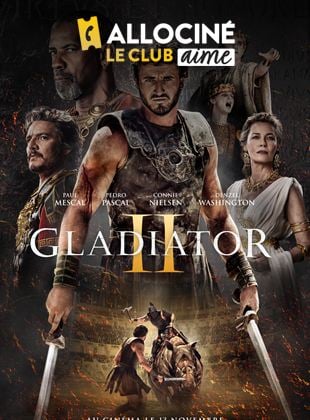 ALLOCINÉ
LE CLUB aime
PAUL MESCAL
PEDRO PASCAL
CONNIE NIELSEN
DENZEL WASHINGTON
GLADIATOR
II
AU CINÉMA LE 13 NOVEMBRE